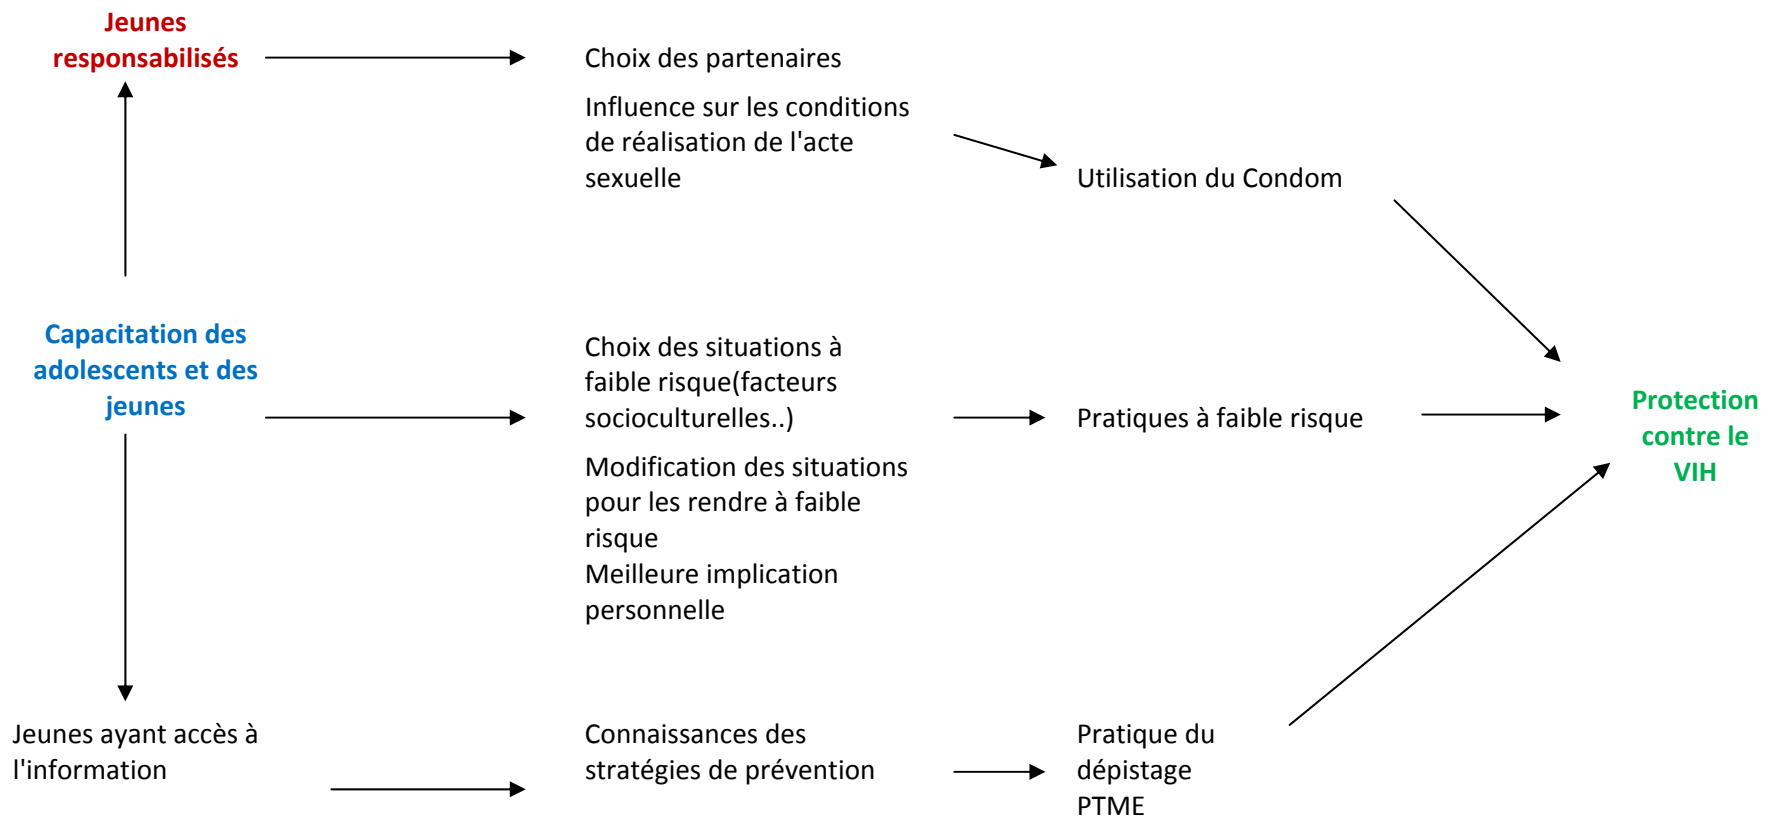 Jeunes
responsabilisés
Choix des partenaires
Influence sur les conditions
de réalisation de l'acte
sexuelle
Utilisation du Condom
Capacitation des
adolescents et des
jeunes
Choix des situations à
faible risque(facteurs
socioculturelles..)
Modification des situations
pour les rendre à faible
risque
Meilleure implication
personnelle
Pratiques à faible risque
Protection
contre le
VIH
Jeunes ayant accès à
l'information
Connaissances des
stratégies de prévention
Pratique du
dépistage
PTME